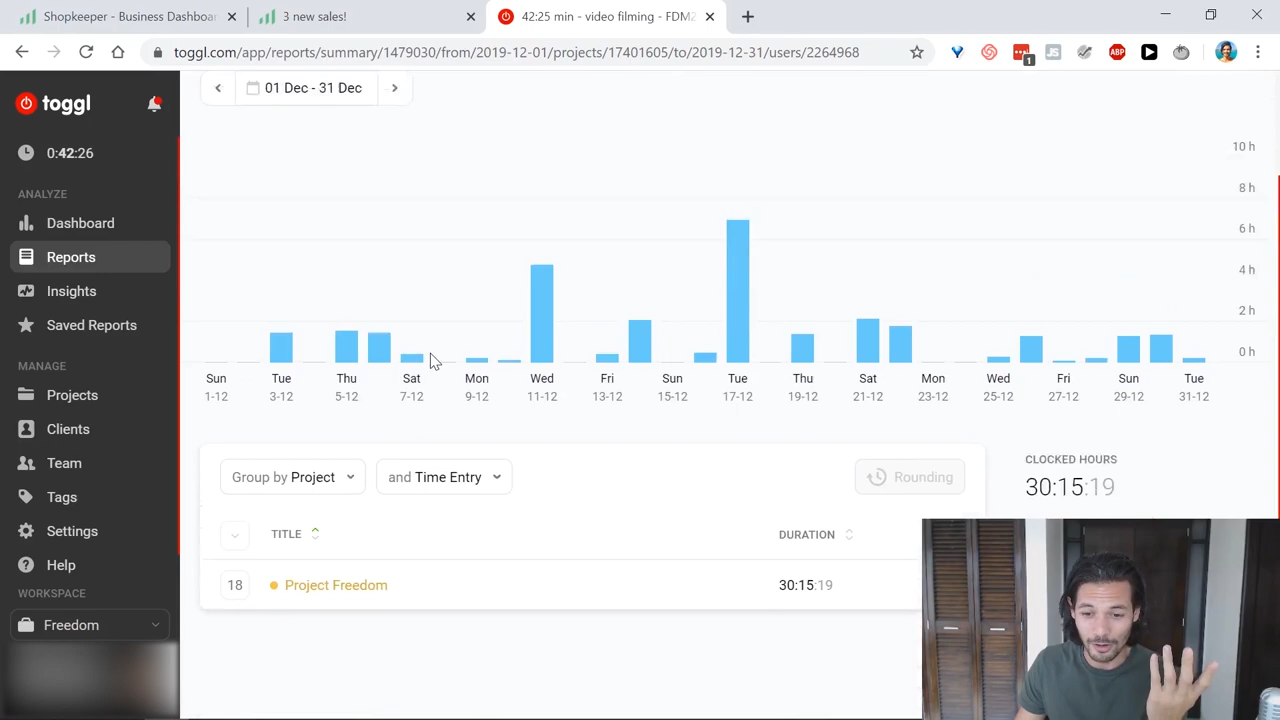 Shopkeeper - Business Dashboar
3 new sales!
42:25 min - video filming - FDM2
toggl.com/app/reports/summary/1479030/from/2019-12-01/projects/17401605/to/2019-12-31/users/2264968
1
JS
ABP
toggl
0:42:26
ANALYZE
Dashboard
Reports
Insights
Saved Reports
MANAGE
Projects
Clients
Team
Tags
Settings
Help
WORKSPACE
Freedom
01 Dec - 31 Dec
10 h
8 h
6 h
4 h
2 h
0 h
Sun Tue Thu Sat Mon Wed Fri Sun Tue Thu Sat Mon Wed Fri Sun Tue
1-12 3-12 5-12 7-12 9-12 11-12 13-12 15-12 17-12 19-12 21-12 23-12 25-12 27-12 29-12 31-12
Group by Project and Time Entry Rounding
CLOCKED HOURS
30:15:19
TITLE DURATION
18 Project Freedom 30:15:19